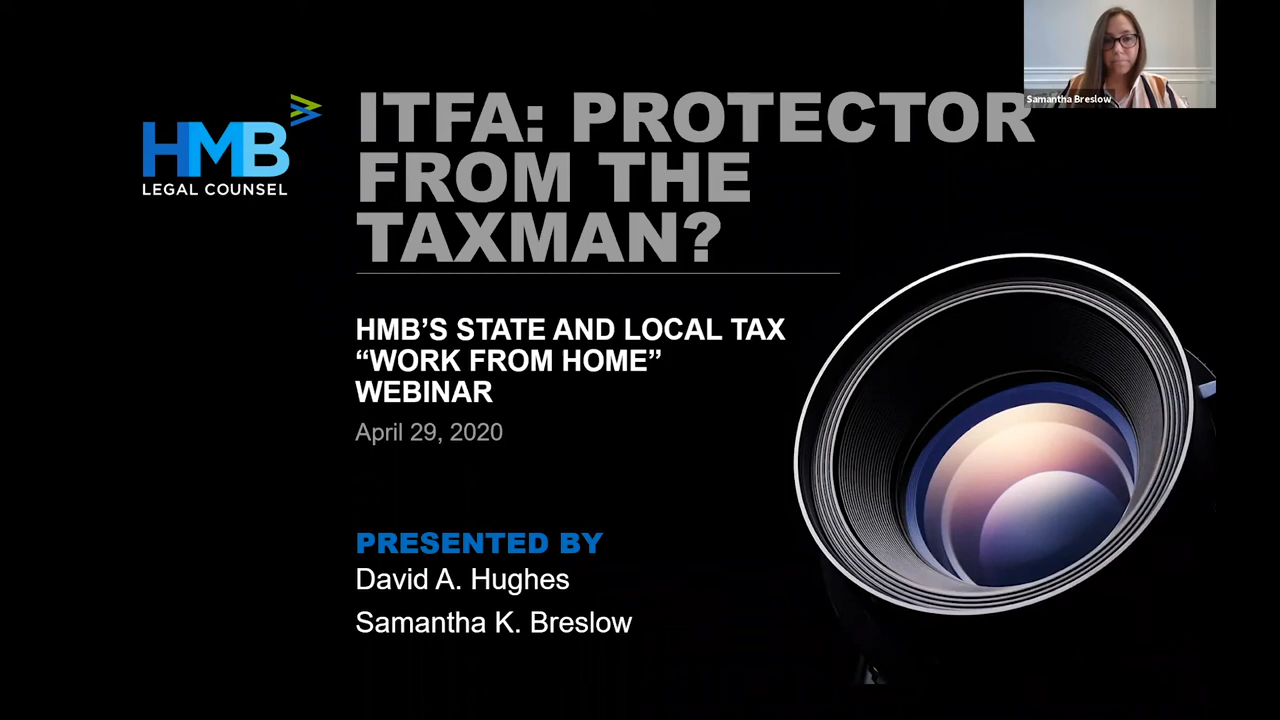 Samantha Breslow
HMB
LEGAL COUNSEL
ITFA: PROTECTOR
FROM THE
TAXMAN?
HMB’S STATE AND LOCAL TAX
“WORK FROM HOME”
WEBINAR
April 29, 2020
PRESENTED BY
David A. Hughes
Samantha K. Breslow